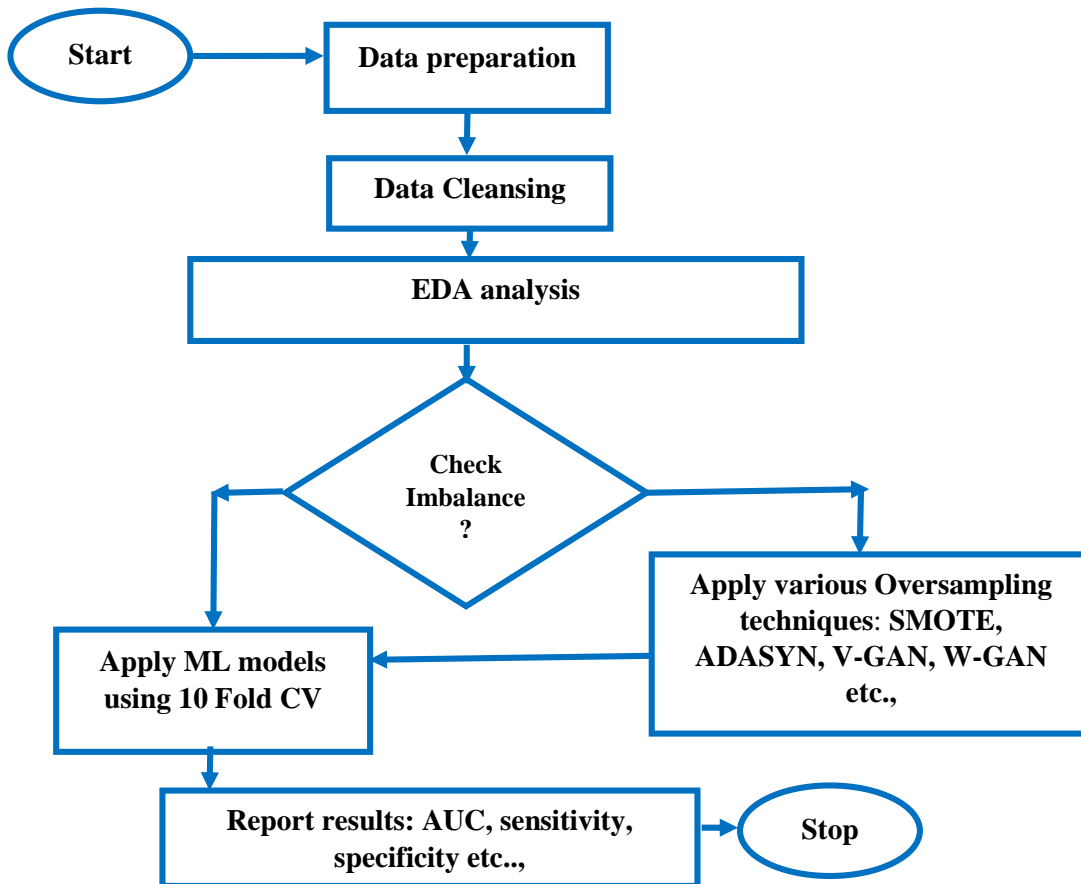 Start
Data preparation
Data Cleansing
EDA analysis
Check
Imbalance
?
Apply various Oversampling
techniques: SMOTE,
ADASYN, V-GAN, W-GAN
etc.,
Apply ML models
using 10 Fold CV
Report results: AUC, sensitivity,
specificity etc..,
Stop